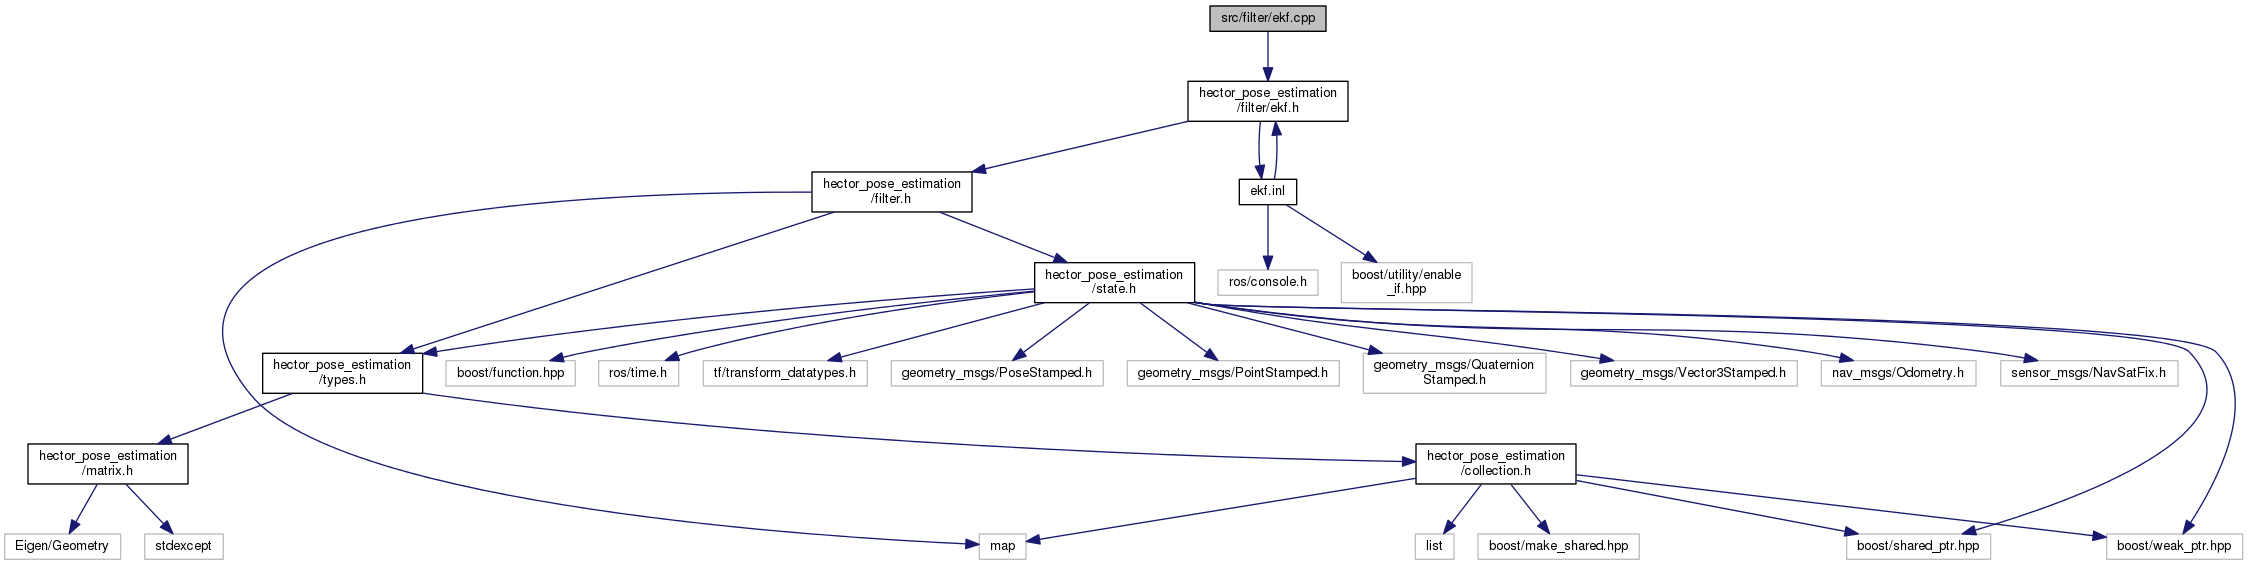 src/filter/ekf.cpp
hector_pose_estimation
/filter/ekf.h
hector_pose_estimation
/filter.h
ekf.inl
hector_pose_estimation
/state.h
ros/console.h
boost/utility/enable
_if.hpp
hector_pose_estimation
/types.h
boost/function.hpp
ros/time.h
tf/transform_datatypes.h
geometry_msgs/PoseStamped.h
geometry_msgs/PointStamped.h
geometry_msgs/Quaternion
Stamped.h
geometry_msgs/Vector3Stamped.h
nav_msgs/Odometry.h
sensor_msgs/NavSatFix.h
hector_pose_estimation
/matrix.h
hector_pose_estimation
/collection.h
Eigen/Geometry
stdexcept
map
list
boost/make_shared.hpp
boost/shared_ptr.hpp
boost/weak_ptr.hpp